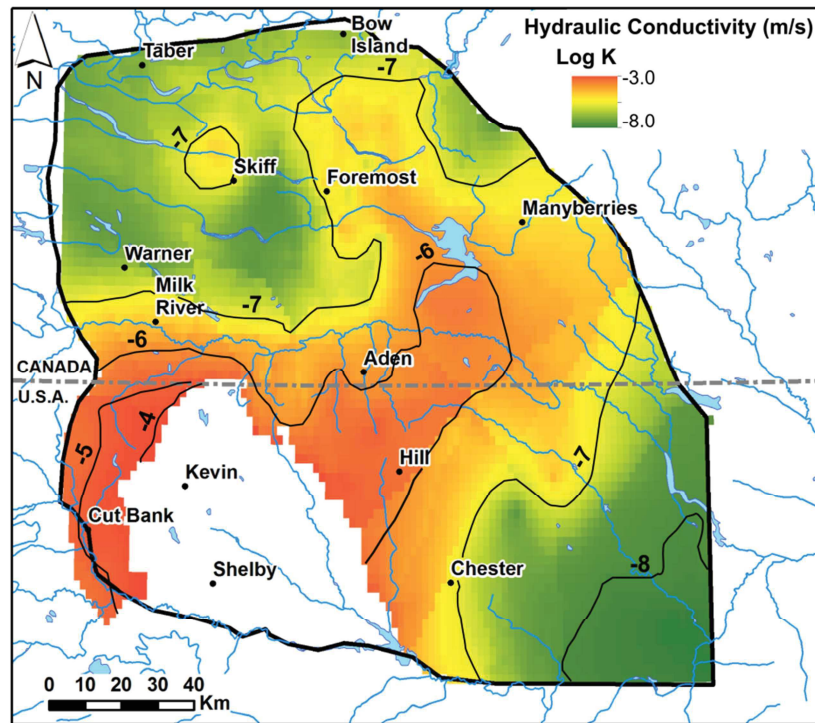 Hydraulic Conductivity (m/s)
Log K
-3.0
-8.0
N
Taber
Bow
Island
-7
-7
Skiff
Foremost
Manyberries
-6
Warner
Milk
River
-7
-6
Aden
CANADA
U.S.A.
-4
-5
-7
Hill
Kevin
Cut Bank
Shelby
Chester
-8
0 10 20 30 40
Km